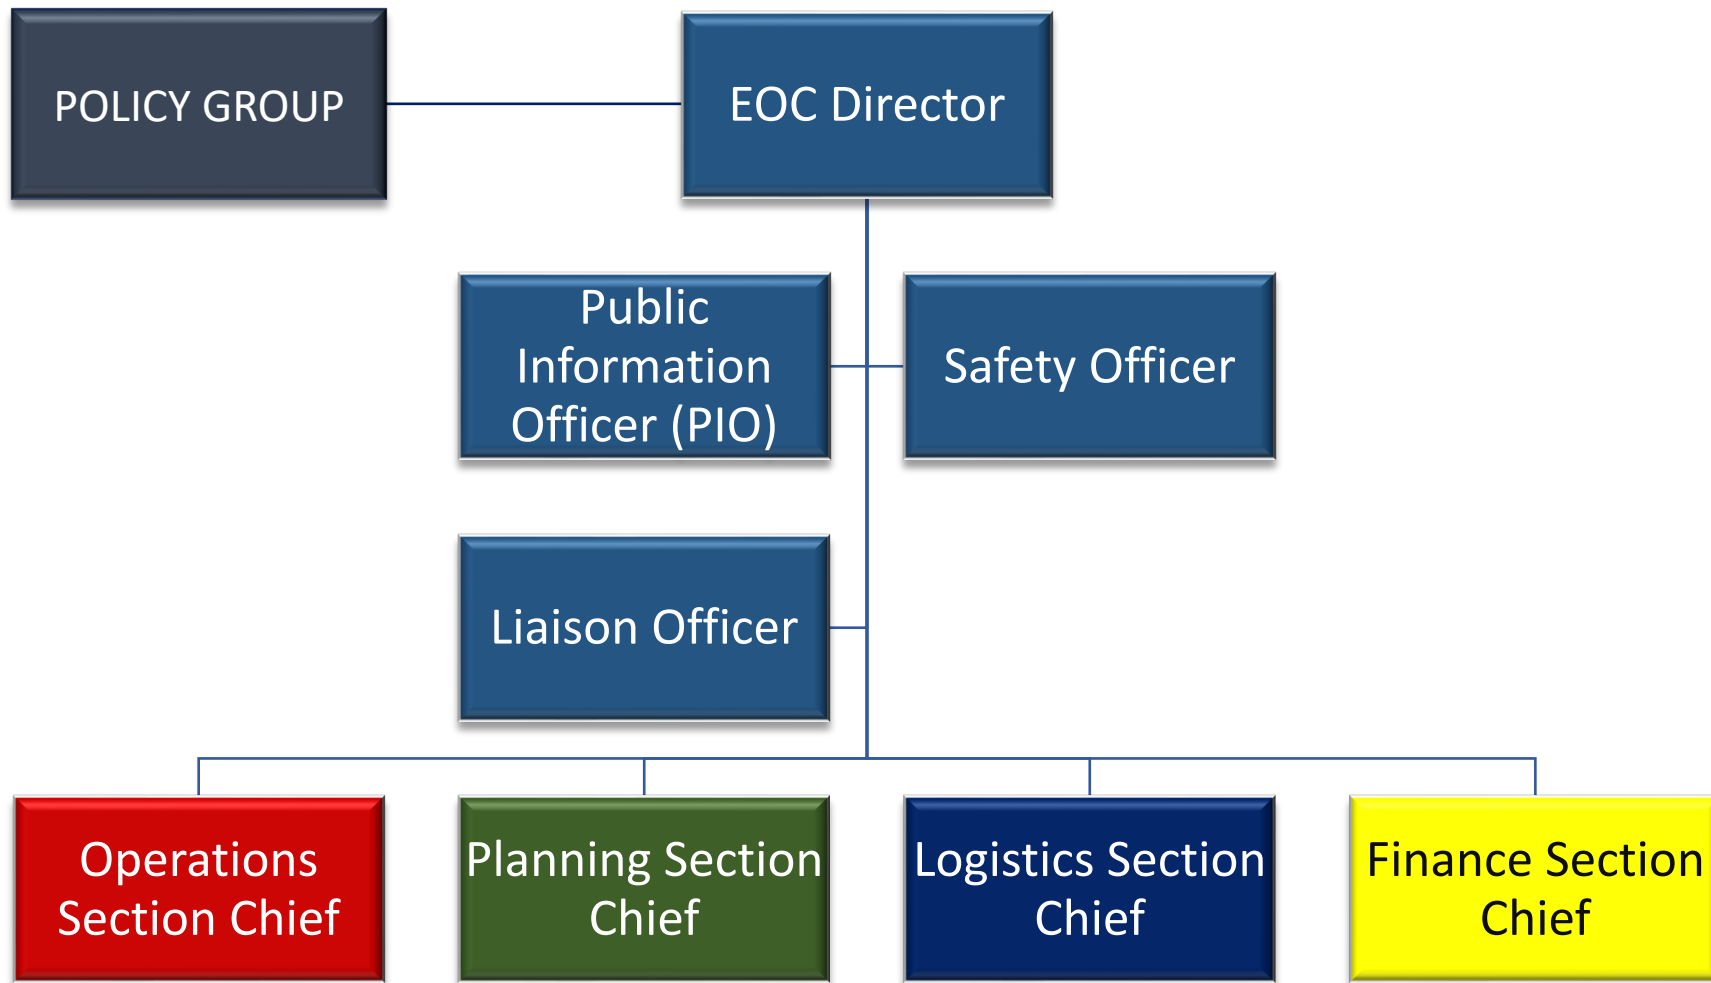 POLICY GROUP
EOC Director
Public
Information
Officer (PIO)
Safety Officer
Liaison Officer
Operations
Section Chief
Planning Section
Chief
Logistics Section
Chief
Finance Section
Chief